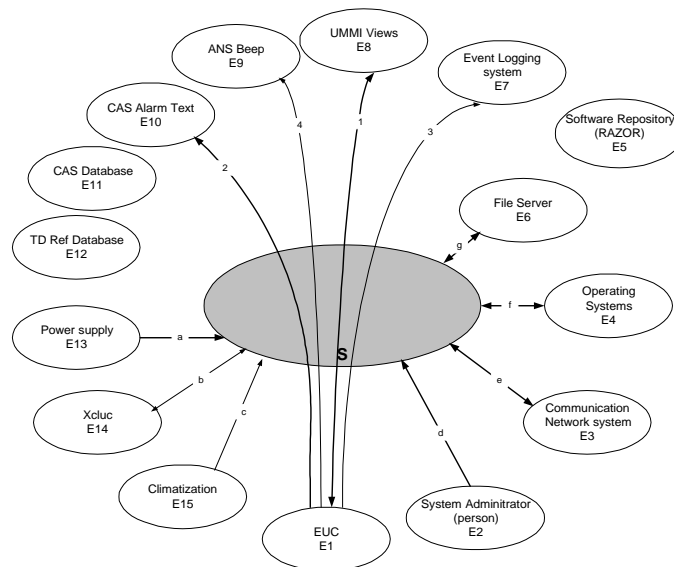 UMMI Views
E8
ANS Beep
E9
Event Logging
system
E7
CAS Alarm Text
E10
4
1
3
Software Repository
(RAZOR)
E5
2
CAS Database
E11
File Server
E6
TD Ref Database
E12
g
Operating
Systems
E4
f
Power supply
E13
a
S
b
e
Xcluc
E14
c
Communication
Network system
E3
d
Climatization
E15
System Adminitrator
(person)
E2
EUC
E1